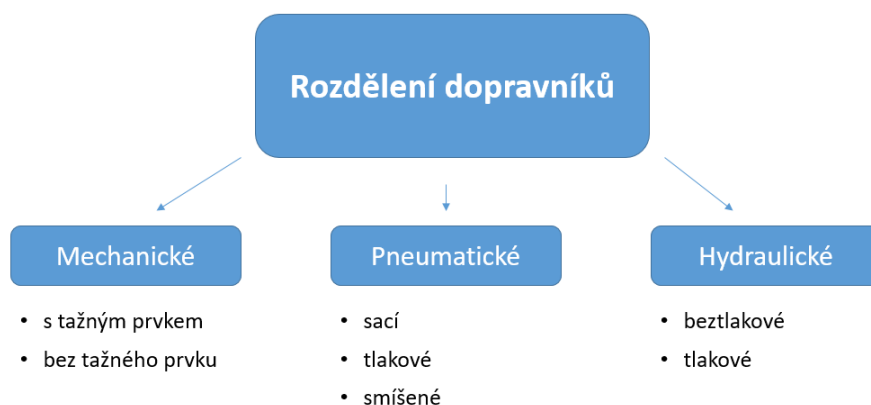 Rozdělení dopravníků
Mechanické
• s tažným prvkem
• bez tažného prvku
Pneumatické
• sací
• tlakové
• smíšené
Hydraulické
• beztlakové
• tlakové